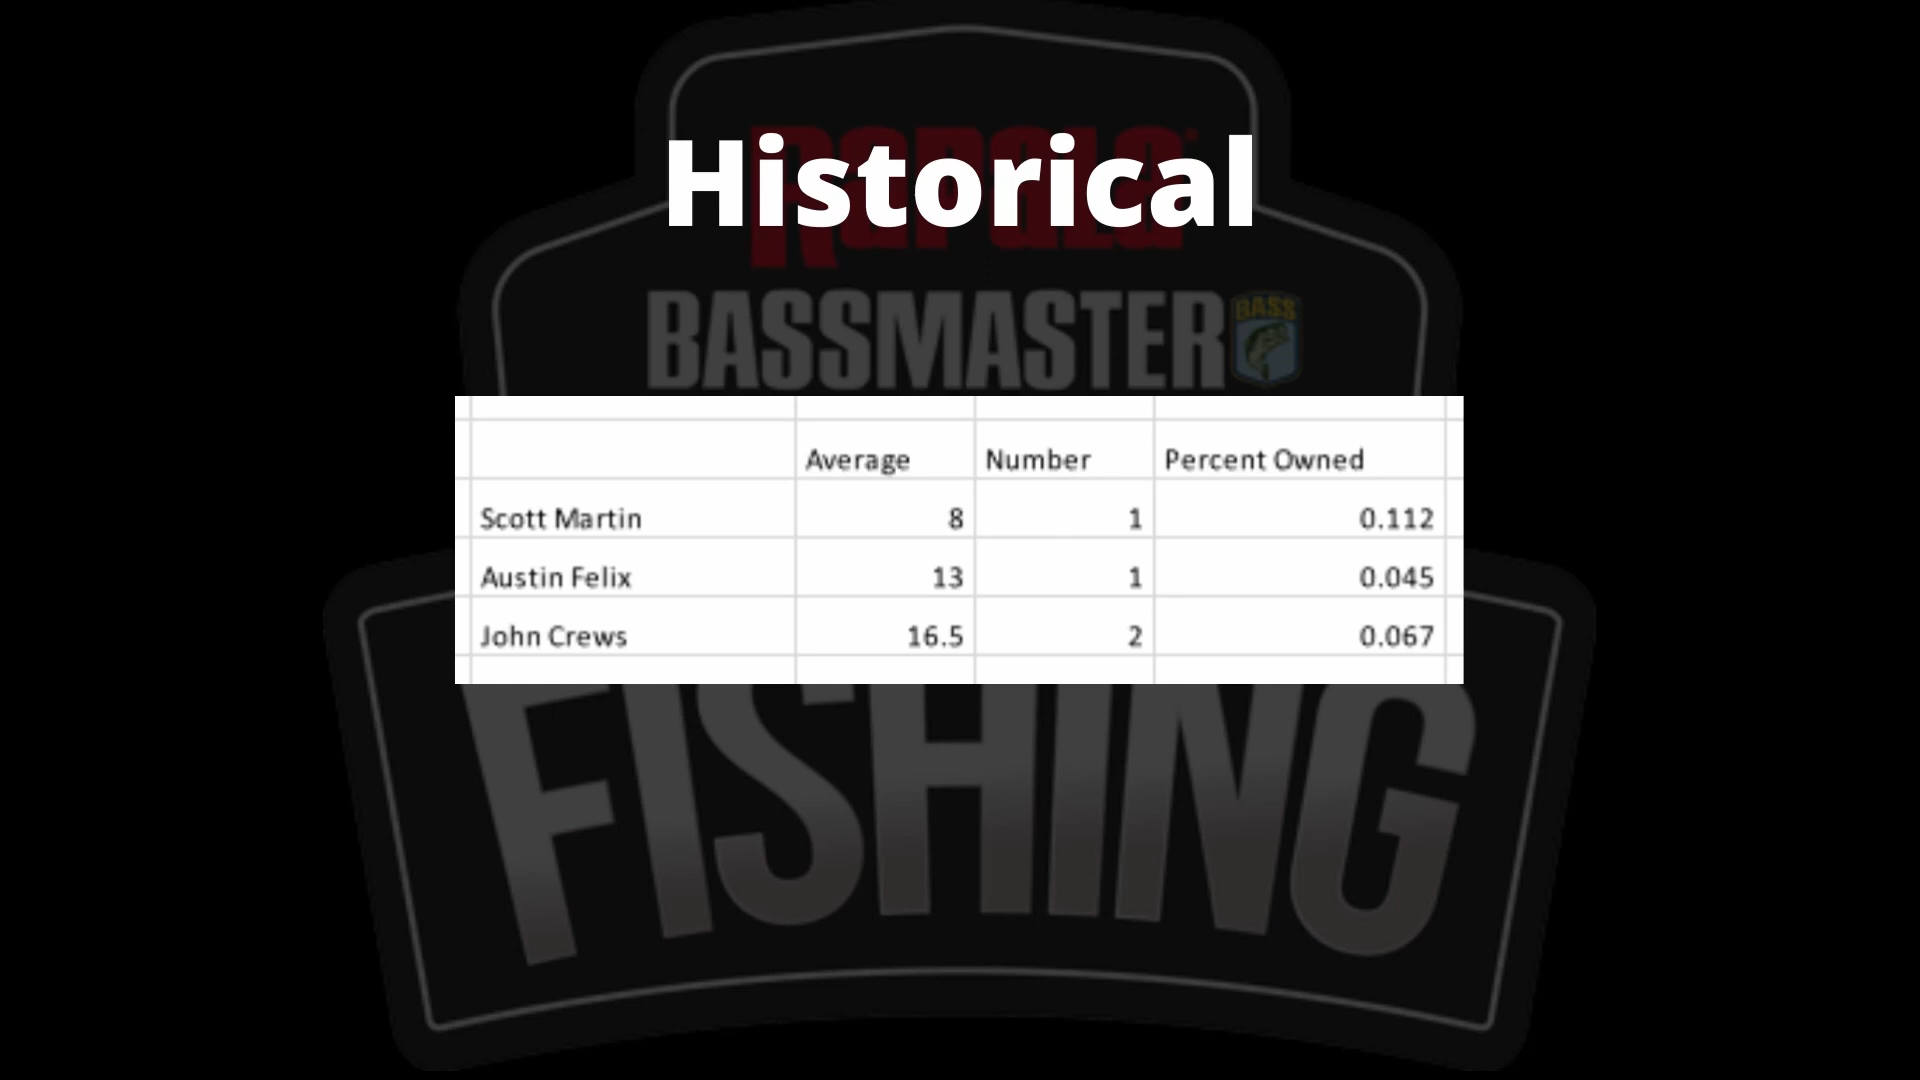 Historical
RAPALA
BASSMASTER
BASS
Average Number Percent Owned
Scott Martin 8 1 0.112
Austin Felix 13 1 0.045
John Crews 16.5 2 0.067
FISHING